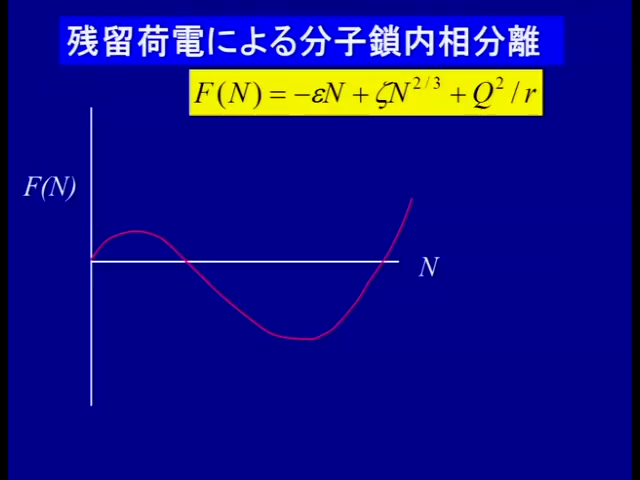 残留荷電による分子鎖内相分離
F(N) = −εN + ζN^{2/3} + Q^2 / r
F(N)
N